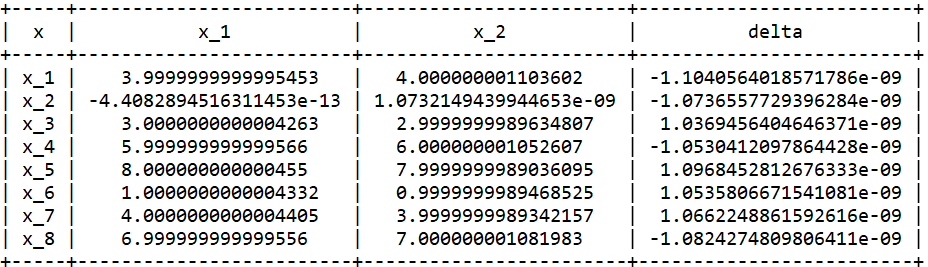 +-----+-------------------------+------------------------+-------------------------+
| x | x_1 | x_2 | delta |
+-----+-------------------------+------------------------+-------------------------+
| x_1 | 3.9999999999995453 | 4.000000001103602 | -1.1040564018571786e-09 |
| x_2 | -4.4082894516311453e-13 | 1.0732149439944653e-09 | -1.0736557729396284e-09 |
| x_3 | 3.0000000000004263 | 2.9999999989634807 | 1.0369456404646371e-09 |
| x_4 | 5.999999999999566 | 6.000000001052607 | -1.0530412097864428e-09 |
| x_5 | 8.000000000000455 | 7.9999999989036095 | 1.0968452812676333e-09 |
| x_6 | 1.0000000000004332 | 0.9999999989468525 | 1.0535806671541081e-09 |
| x_7 | 4.0000000000004405 | 3.9999999989342157 | 1.0662248861592616e-09 |
| x_8 | 6.999999999999556 | 7.000000001081983 | -1.0824274809806411e-09 |
+-----+-------------------------+------------------------+-------------------------+